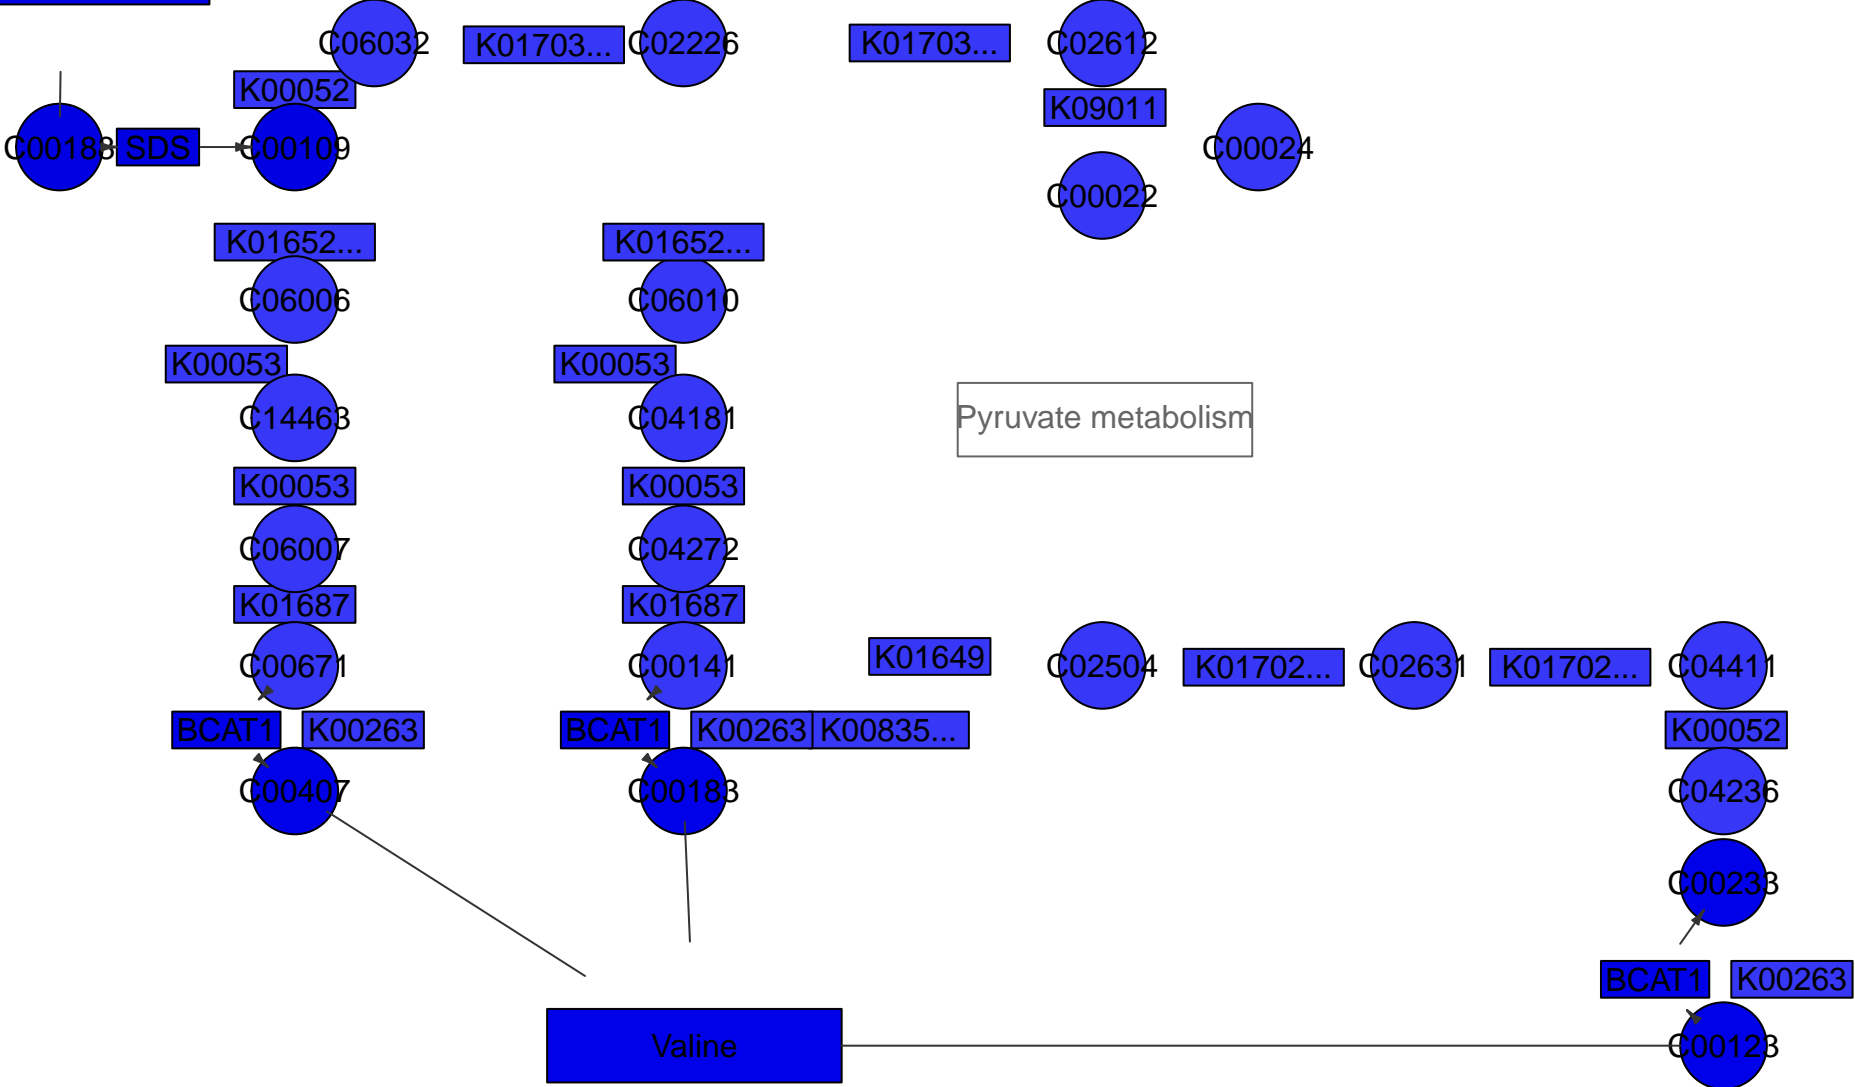 C06032
K01703...
C02226
K01703...
C02612
K00052
K09011
C00188
SDS
C00109
C00024
C00022
K01652...
K01652...
C06006
C06010
K00053
K00053
C14463
C04181
Pyruvate metabolism
K00053
K00053
C06007
C04272
K01687
K01687
C00671
C00141
K01649
C02504
K01702...
C02631
K01702...
C04411
BCAT1
K00263
BCAT1
K00263
K00835...
K00052
C00407
C00183
C04236
C00233
BCAT1
K00263
Valine
C00123